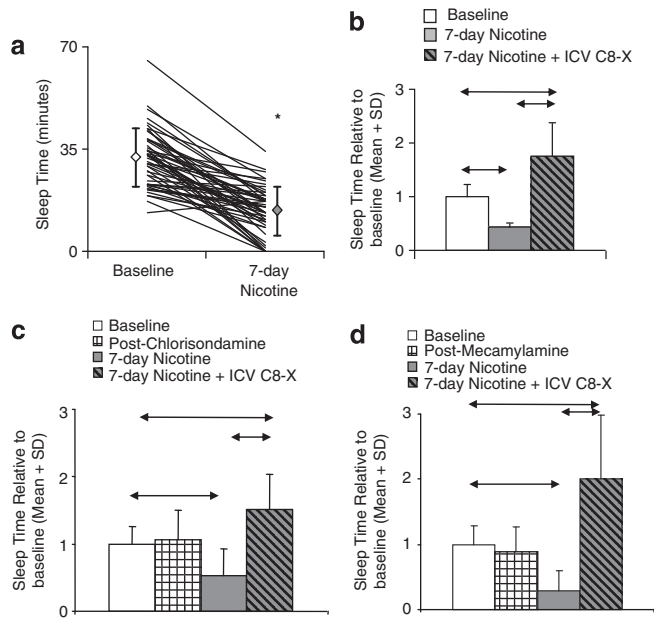 a
70
35
0
Sleep Time (minutes)
*
Baseline
7-day
Nicotine
b
Baseline
7-day Nicotine
7-day Nicotine + ICV C8-X
3
2
1
0
Sleep Time Relative to
baseline (Mean + SD)
c
Baseline
Post-Chlorisondamine
7-day Nicotine
7-day Nicotine + ICV C8-X
3
2
1
0
Sleep Time Relative to
baseline (Mean + SD)
d
Baseline
Post-Mecamylamine
7-day Nicotine
7-day Nicotine + ICV C8-X
3
2
1
0
Sleep Time Relative to
baseline (Mean + SD)